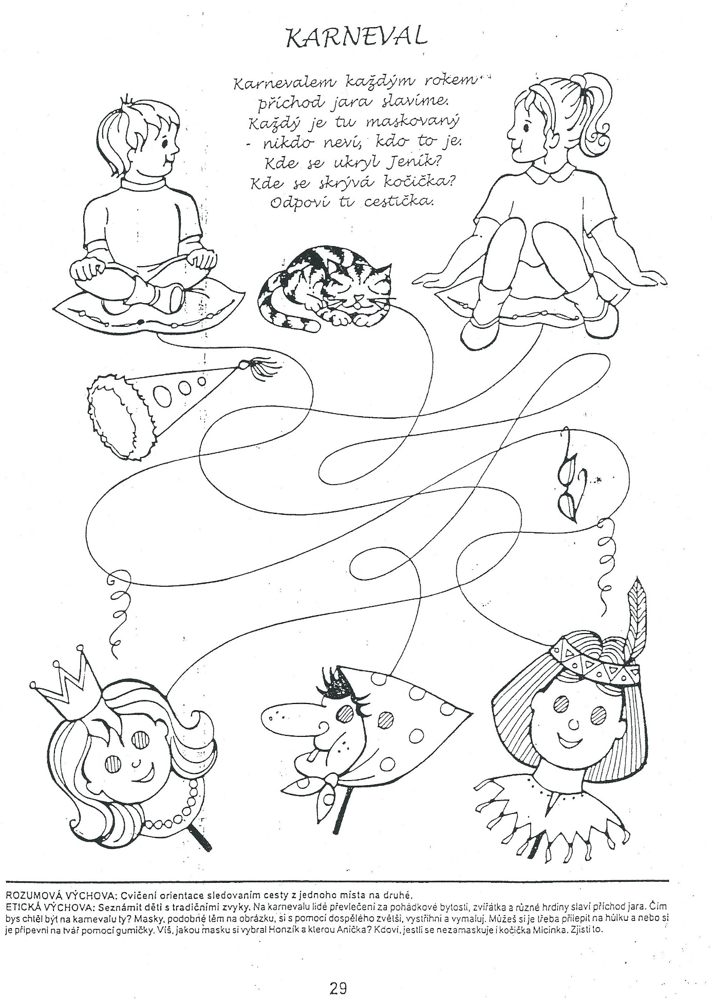 KARNEVAL
Karnevalem každým rokem
příchod jara slavíme.
Každý je tu maskovaný
- nikdo neví, kdo to je.
Kde se ukryl Jeník?
Kde se skrývá kočička?
Odpoví ti cestička.
ROZUMOVÁ VÝCHOVA: Cvičení orientace sledovaním cesty z jednoho místa na druhé.
ETICKÁ VÝCHOVA: Seznámit děti s tradičními zvyky. Na karnevalu lidé převlečení za pohádkové bytosti, zvířátka a různé hrdiny slaví příchod jara. Čím
bys chtěl být na karnevalu ty? Masky, podobné těm na obrázku, si s pomocí dospělého zvětši, vystřihni a vymaluj. Můžeš si je třeba přilepit na hůlku a nebo si
je připevni na tvář pomocí gumičky. Víš, jakou masku si vybral Honzík a kterou Anička? Kdoví, jestli se nezamaskuje i kočička Micinka. Zjisti to.
29